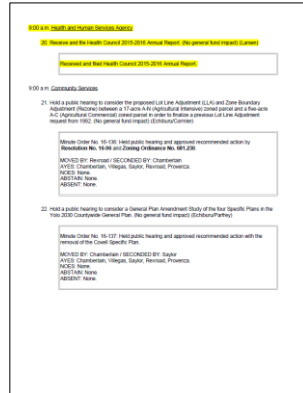 9:00 a.m. Health and Human Services Agency
20. Receive and file Health Council 2015-2016 Annual Report. (No general fund impact) (Larsen)
Received and filed Health Council 2015-2016 Annual Report.
9:00 a.m. Community Services
21. Hold a public hearing to consider the proposed Lot Line Adjustment (LLA) and Zone Boundary
Adjustment (Rezone) between a 17-acre A-N (Agricultural Intensive) zoned parcel and a five-acre
A-C (Agricultural Commercial) zoned parcel in order to finalize a previous Lot Line Adjustment
request from 1992. (No general fund impact) (Echiburu/Cormier)
Minute Order No. 16-136: Held public hearing and approved recommended action by
Resolution No. 16-96 and Zoning Ordinance No. 681.230.
MOVED BY: Rexroad / SECONDED BY: Chamberlain
AYES: Chamberlain, Villegas, Saylor, Rexroad, Provenza.
NOES: None.
ABSTAIN: None.
ABSENT: None.
22. Hold a public hearing to consider a General Plan Amendment Study of the four Specific Plans in the
Yolo 2030 Countywide General Plan. (No general fund impact) (Echiburu/Parfrey)
Minute Order No. 16-137: Held public hearing and approved recommended action with the
removal of the Covell Specific Plan.
MOVED BY: Chamberlain / SECONDED BY: Saylor
AYES: Chamberlain, Villegas, Saylor, Rexroad, Provenza.
NOES: None.
ABSTAIN: None.
ABSENT: None.